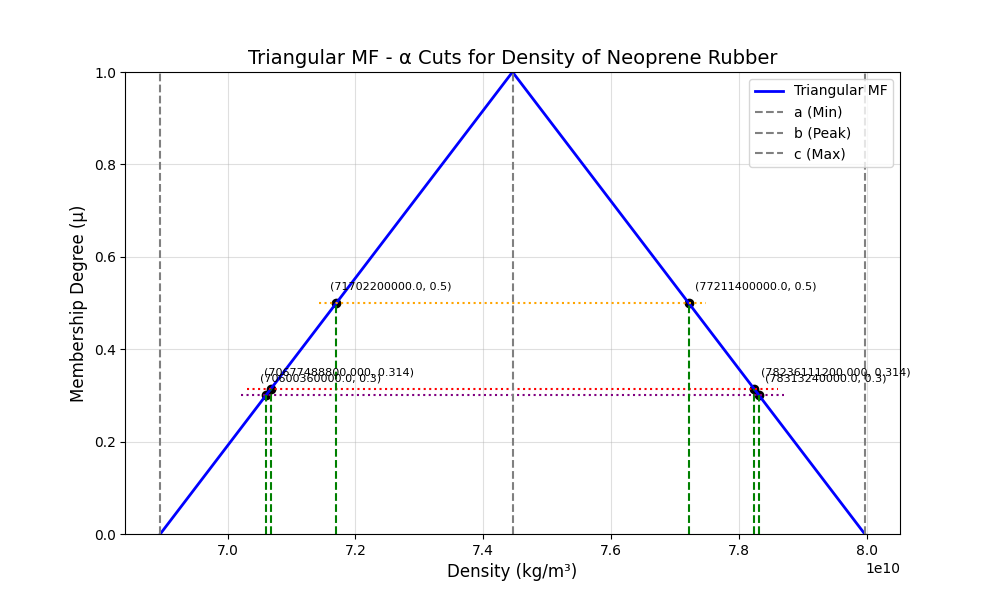 Triangular MF - α Cuts for Density of Neoprene Rubber
Membership Degree (μ)
1.0
0.8
0.6
0.4
0.2
0.0
Triangular MF
a (Min)
b (Peak)
c (Max)
(71702200000.0, 0.5)
(77211400000.0, 0.5)
(70677488800.000, 0.314)
(78236111200.000, 0.314)
(70600360000.0, 0.3)
(78313240000.0, 0.3)
7.0
7.2
7.4
7.6
7.8
8.0
1e10
Density (kg/m³)